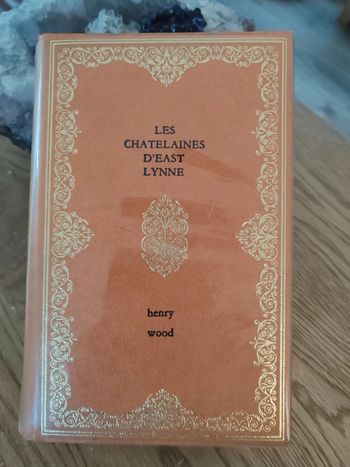 LES
CHATELAINES
D'EAST
LYNNE
henry
wood